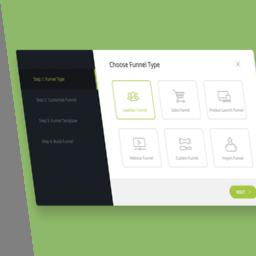 Choose Funnel Type
X
Step 1: Funnel Type
Step 2: Customize Funnel
Step 3: Funnel Template
Step 4: Build Funnel
Leadbox Funnel
Sales Funnel
Product Launch Funnel
Webinar Funnel
Custom Funnel
Import Funnel
NEXT